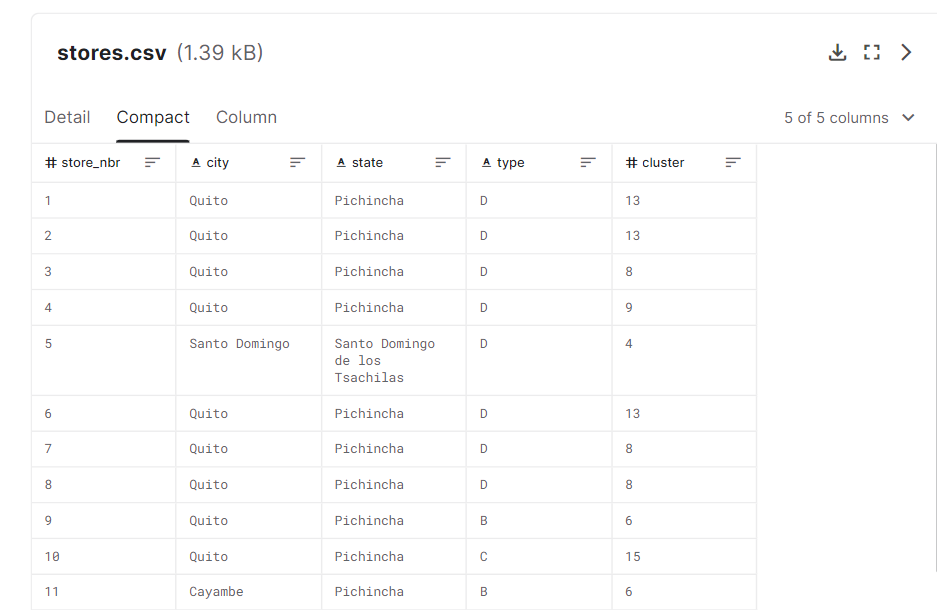 stores.csv (1.39 kB)
Detail Compact Column 5 of 5 columns
# store_nbr A city A state A type # cluster
1 Quito Pichincha D 13
2 Quito Pichincha D 13
3 Quito Pichincha D 8
4 Quito Pichincha D 9
5 Santo Domingo Santo Domingo D 4
de los
Tsachilas
6 Quito Pichincha D 13
7 Quito Pichincha D 8
8 Quito Pichincha D 8
9 Quito Pichincha B 6
10 Quito Pichincha C 15
11 Cayambe Pichincha B 6